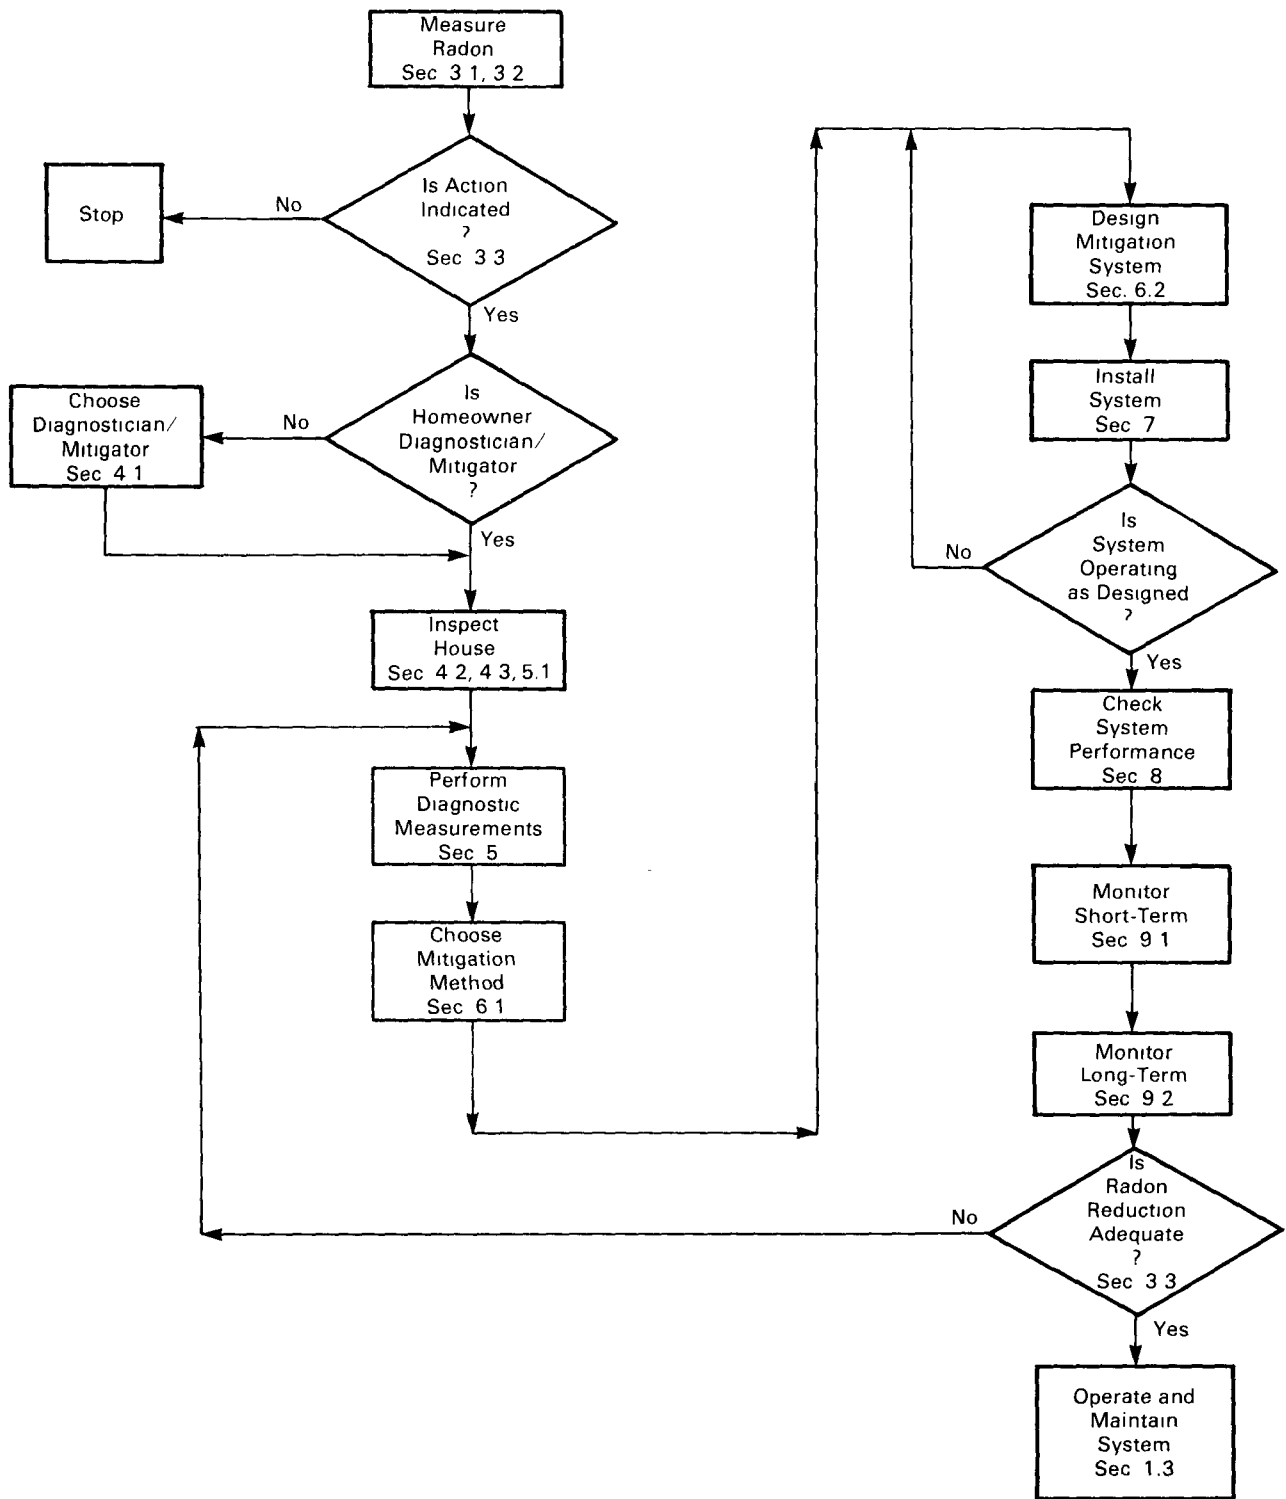 Measure
Radon
Sec 3 1, 3 2
Is Action
Indicated
?
Sec 3 3
No
Stop
Yes
Is
Homeowner
Diagnostician/
Mitigator
?
No
Choose
Diagnostician/
Mitigator
Sec 4 1
Yes
Inspect
House
Sec 4 2, 4 3, 5.1
Perform
Diagnostic
Measurements
Sec 5
Choose
Mitigation
Method
Sec 6 1
Design
Mitigation
System
Sec. 6.2
Install
System
Sec 7
Is
System
Operating
as Designed
?
No
Yes
Check
System
Performance
Sec 8
Monitor
Short-Term
Sec 9 1
Monitor
Long-Term
Sec 9 2
Is
Radon
Reduction
Adequate
?
Sec 3 3
No
Yes
Operate and
Maintain
System
Sec 1.3